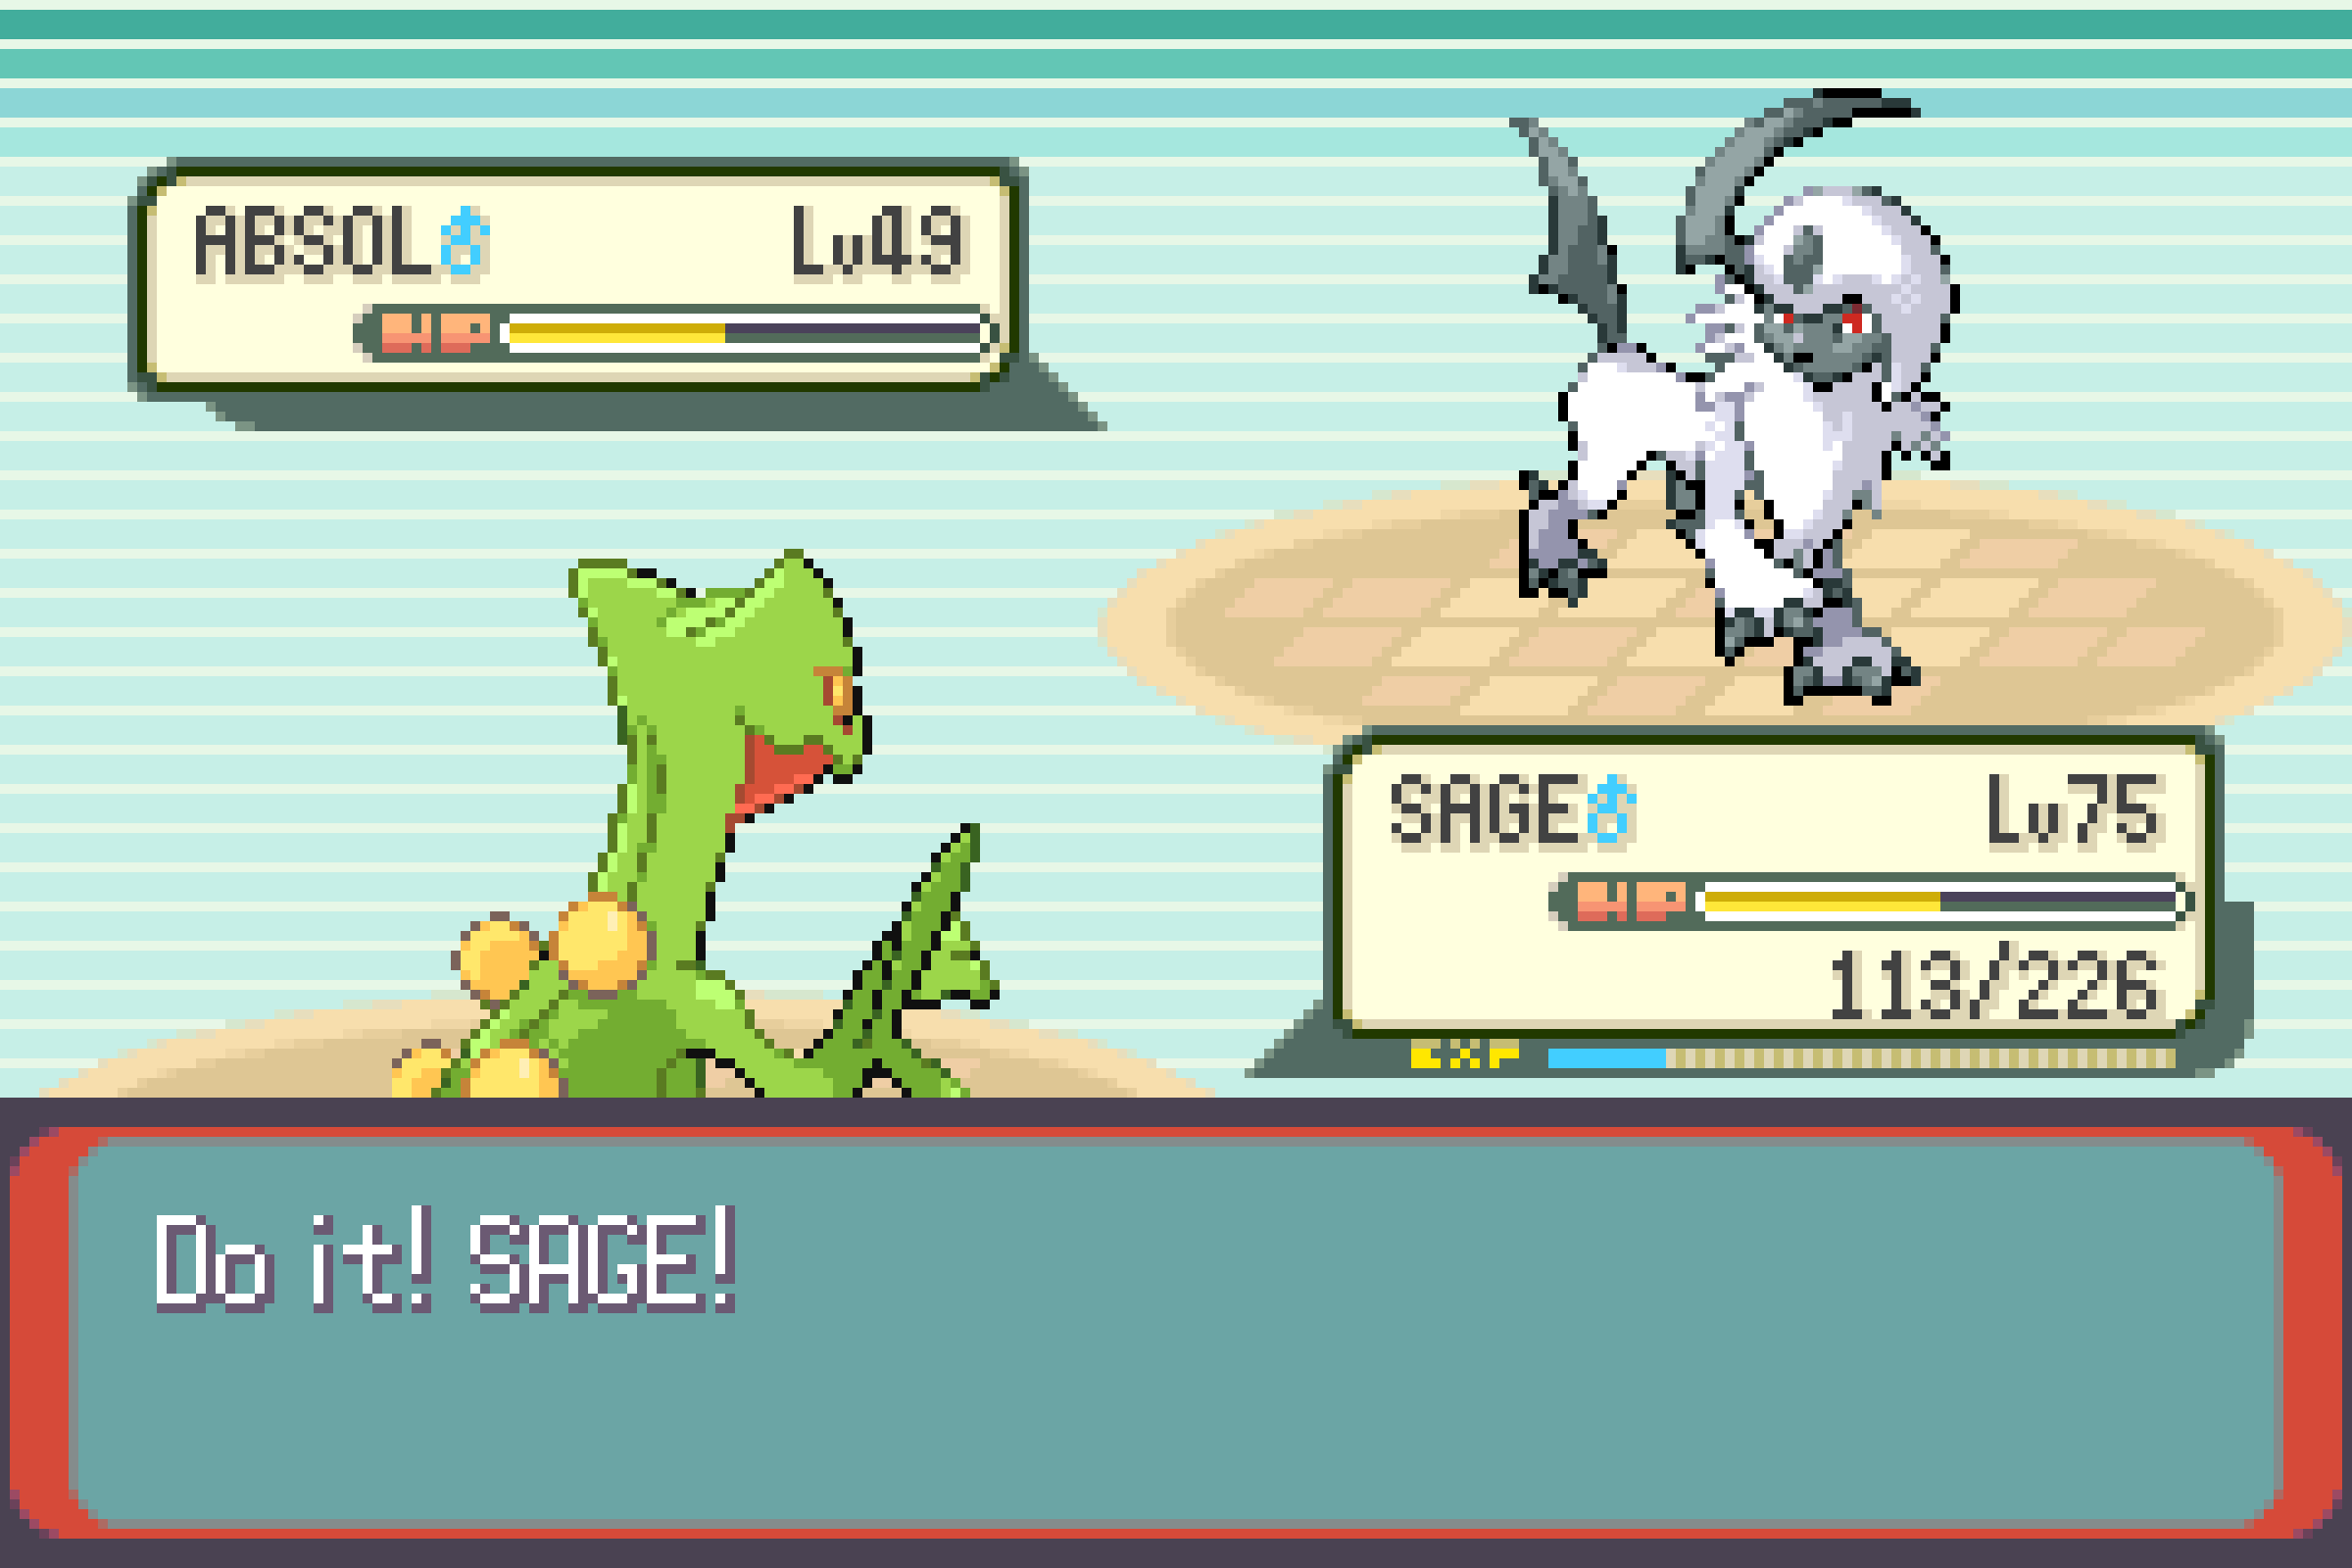 ABSOL♂ Lv49
HP
SAGE♂ Lv75
HP
113/226
EXP
Do it! SAGE!